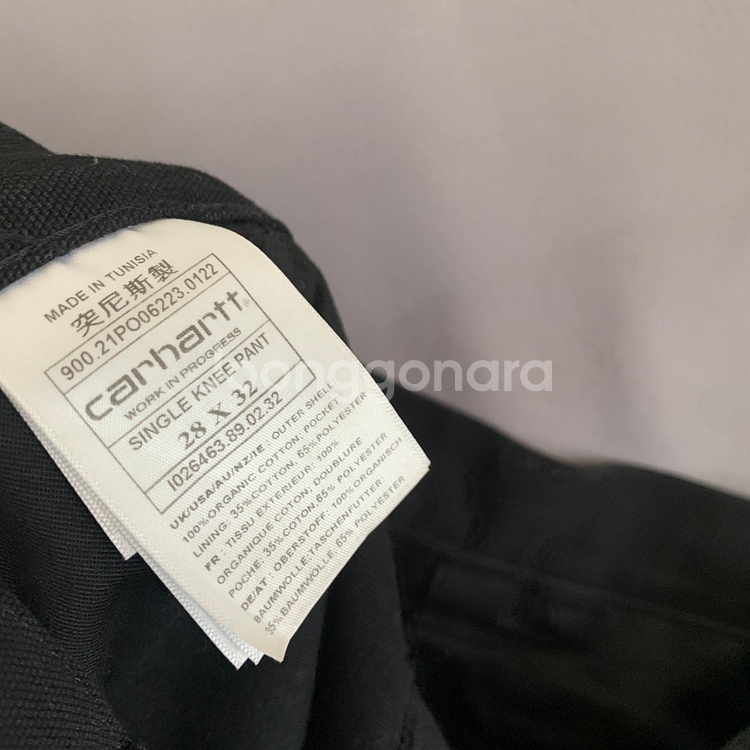 MADE IN TUNISIA
突尼斯製
900.21PO06223.0122
carhartt®
WORK IN PROGRESS
SINGLE KNEE PANT
28 X 32
I026463.89.02.32
UK/USA/AU/NZ/IE : OUTER SHELL
100% ORGANIC COTTON; POCKET
LINING: 35%COTTON, 65%POLYESTER
FR : TISSU EXTERIEUR: 100%
ORGANIQUE COTON; DOUBLURE
POCHE: 35%COTON,65% POLYESTER
DE/AT : OBERSTOFF: 100% ORGANISCH
BAUMWOLLE;TASCHENFUTTER:
35% BAUMWOLLE, 65% POLYESTER
joonggonara